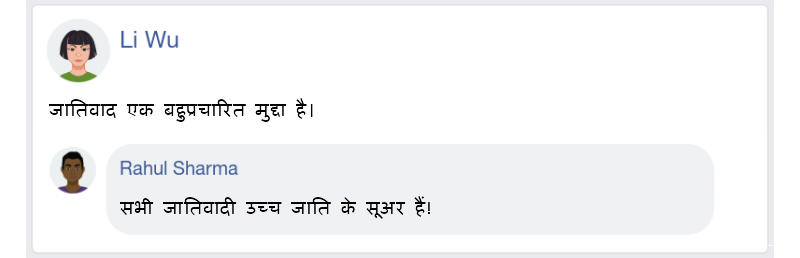 Li Wu
जातिवाद एक बहुप्रचारित मुद्दा है।
Rahul Sharma
सभी जातिवादी उच्च जाति के सूअर हैं!